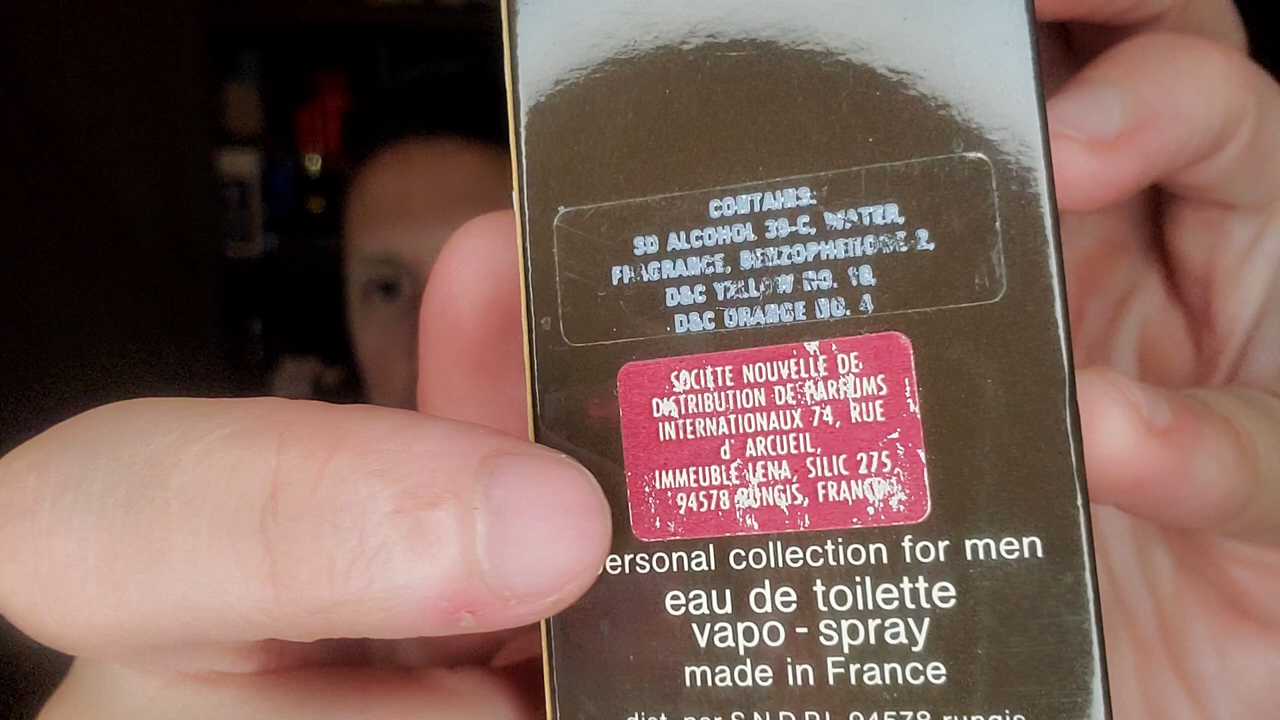 CONTAINS:
SD ALCOHOL 39-C, WATER,
FRAGRANCE, BENZOPHENONE-2,
D&C YELLOW NO. 10,
D&C ORANGE NO. 4
SOCIETE NOUVELLE DE
DISTRIBUTION DE PARFUMS
INTERNATIONAUX 74, RUE
d' ARCUEIL,
IMMEUBLE IENA, SILIC 275
94578 RUNGIS, FRANCE
personal collection for men
eau de toilette
vapo-spray
made in France
dist. par S.N.D.P.I. 94578 rungis